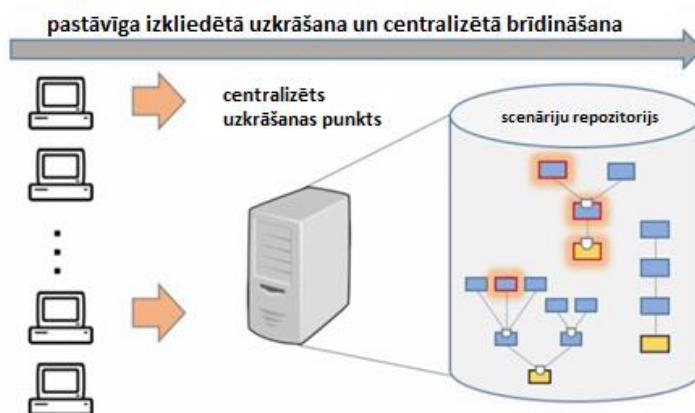 pastāvīga izkliedētā uzkrāšana un centralizētā brīdināšana
centralizēts
uzkrāšanas punkts
scenāriju repozitorijs